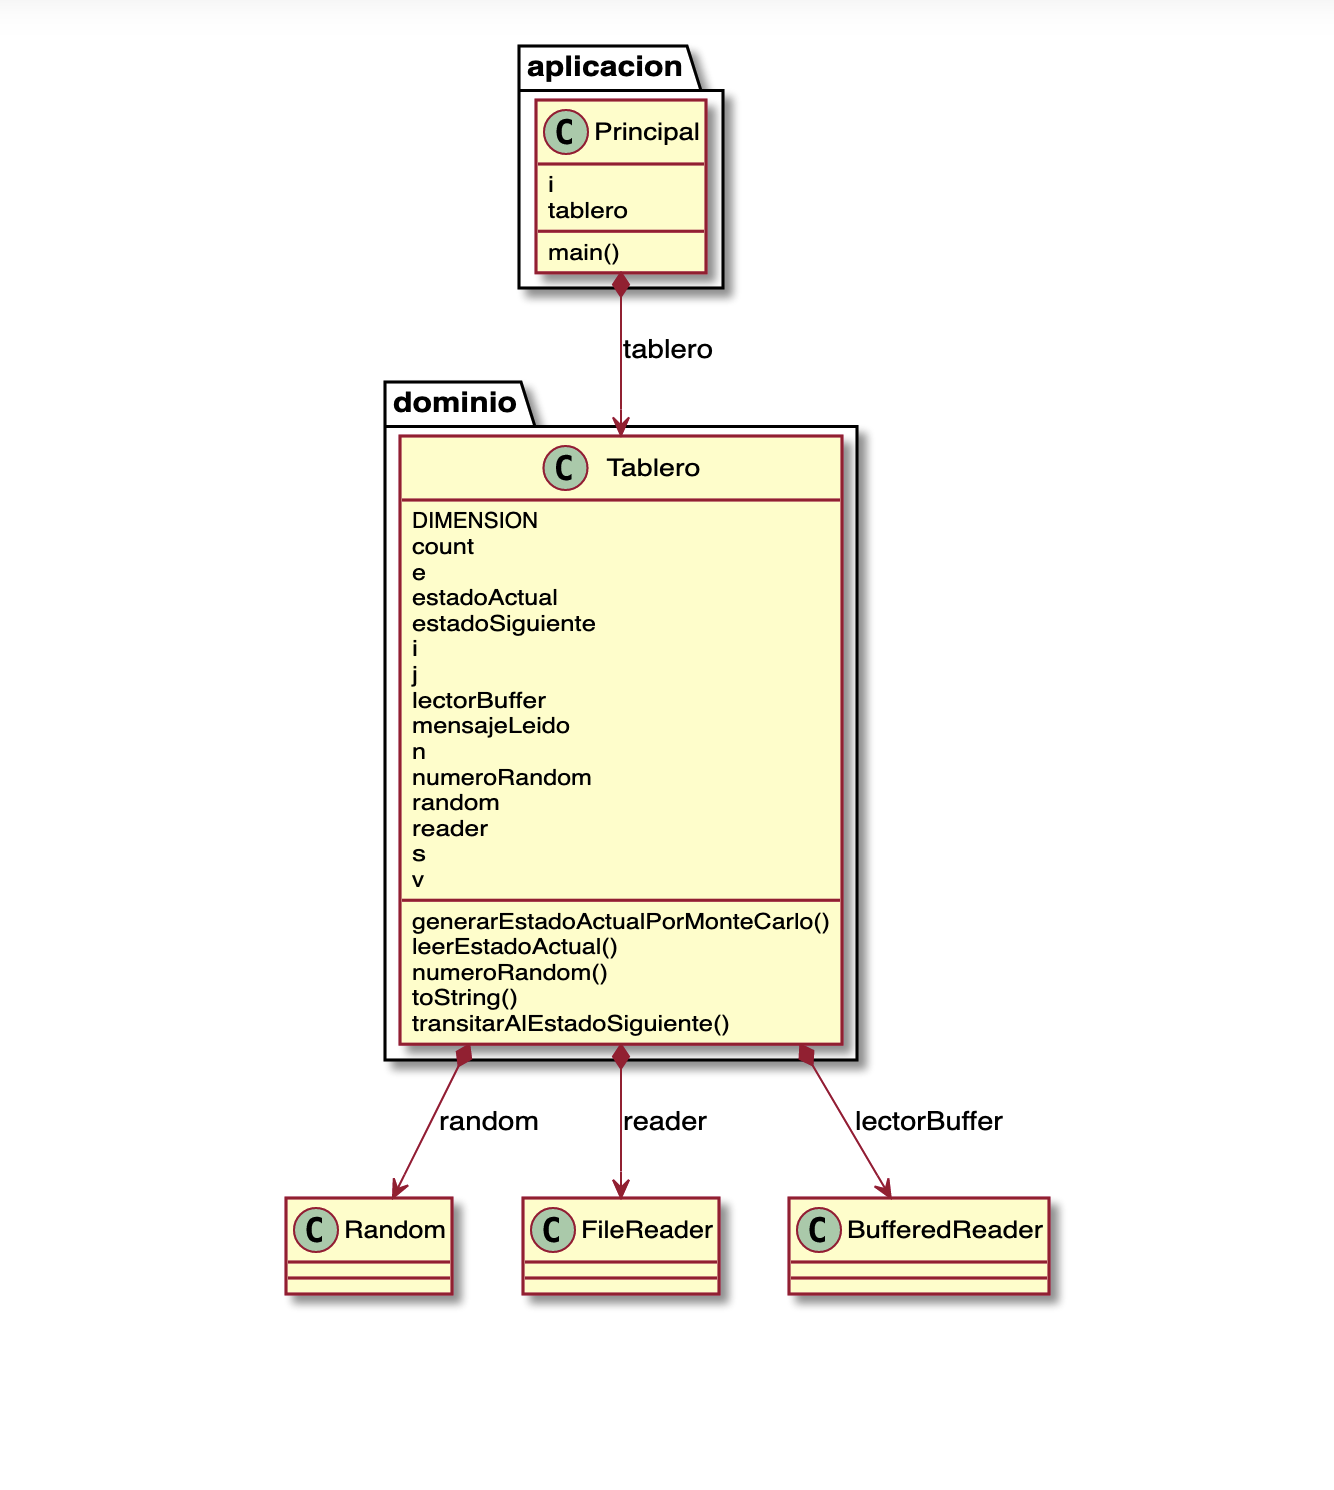 aplicacion
C Principal
i
tablero
main()
tablero
dominio
C Tablero
DIMENSION
count
e
estadoActual
estadoSiguiente
i
j
lectorBuffer
mensajeLeido
n
numeroRandom
random
reader
s
v
generarEstadoActualPorMonteCarlo()
leerEstadoActual()
numeroRandom()
toString()
transitarAlEstadoSiguiente()
random reader lectorBuffer
C Random C FileReader C BufferedReader